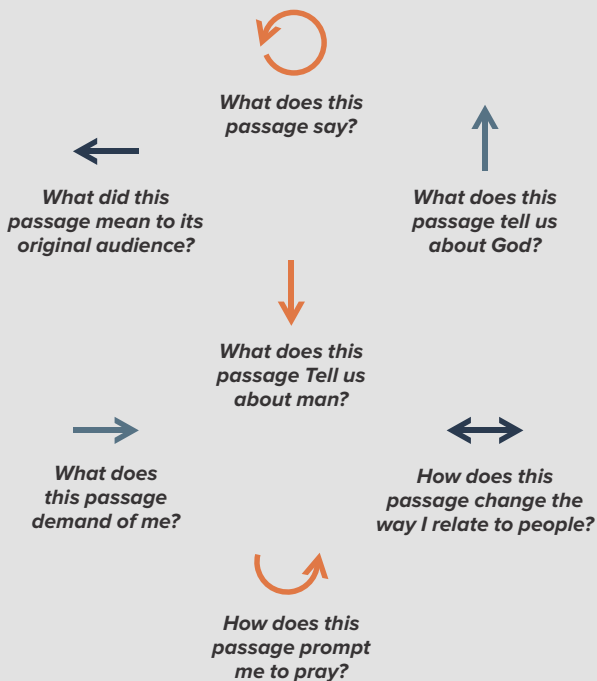 What does this
passage say?
What did this
passage mean to its
original audience?
What does this
passage tell us
about God?
What does this
passage Tell us
about man?
What does
this passage
demand of me?
How does this
passage change the
way I relate to people?
How does this
passage prompt
me to pray?